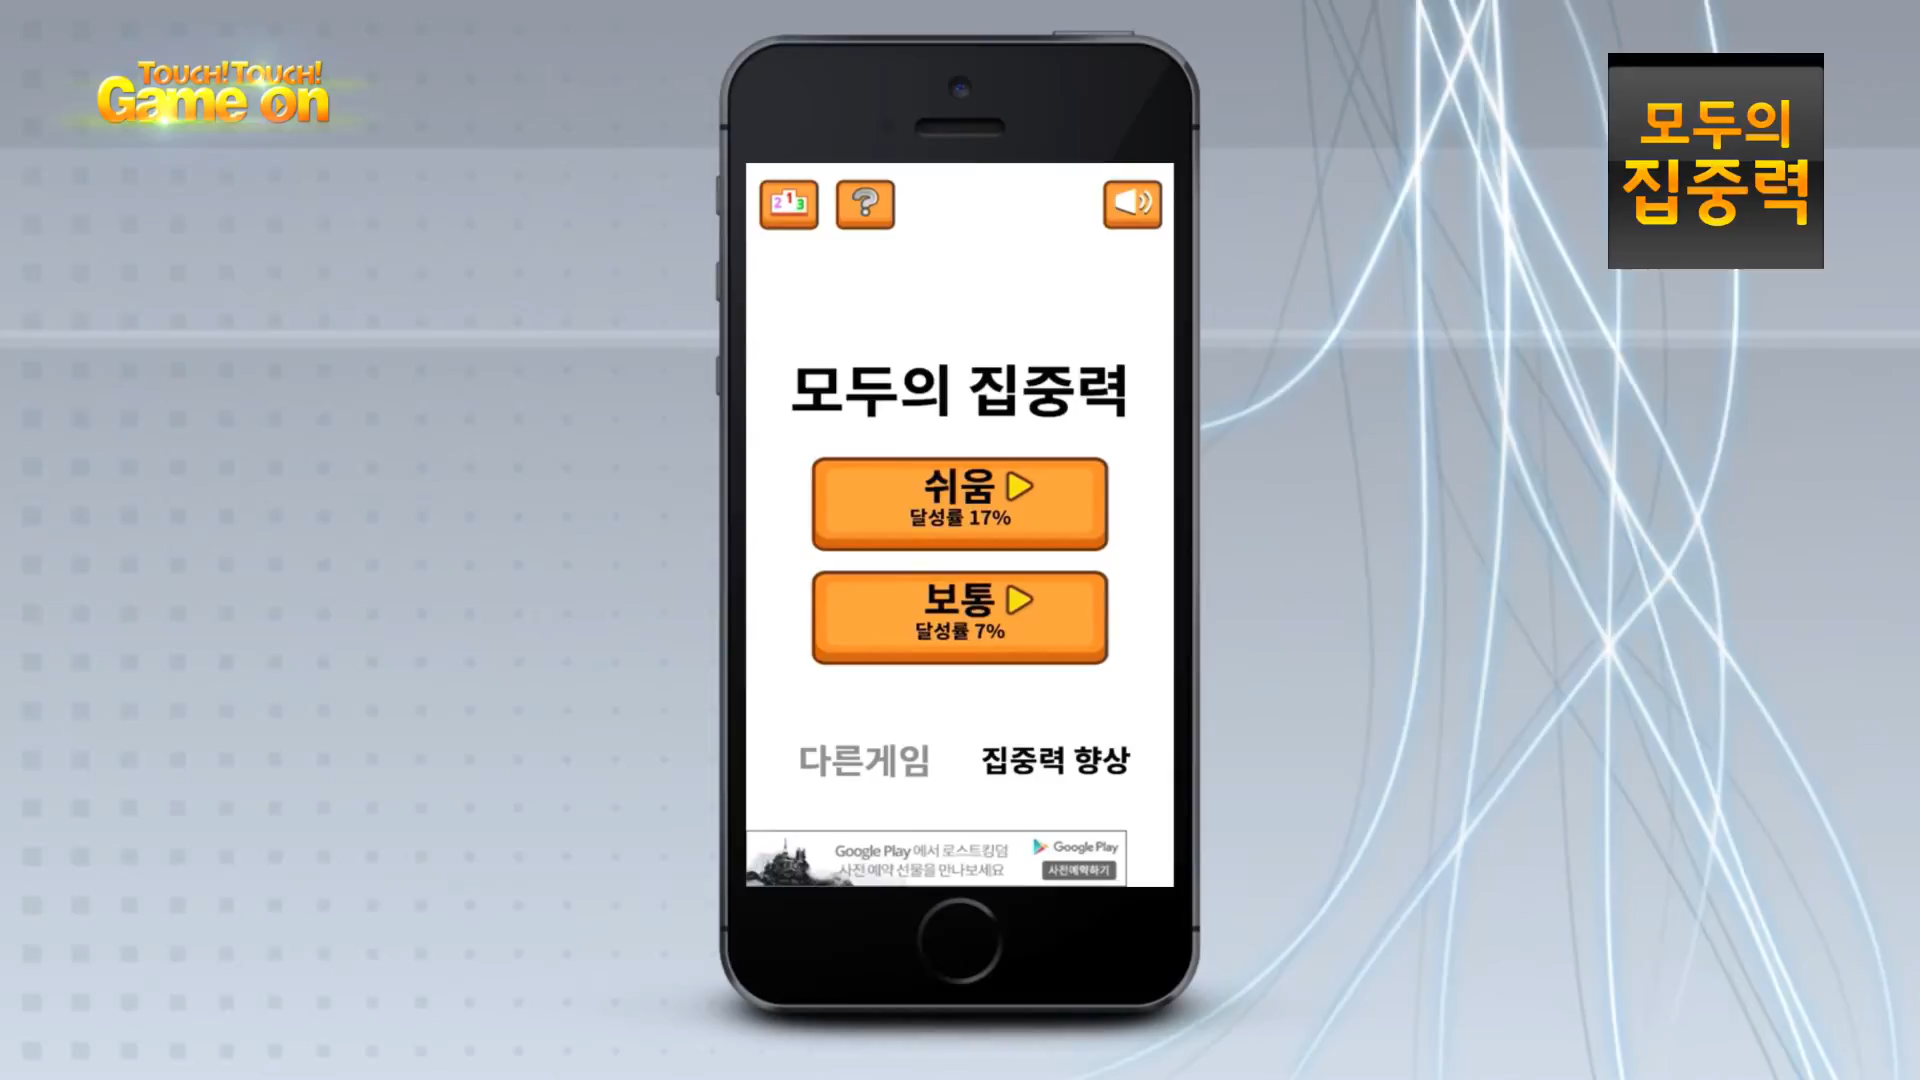 Touch! Touch!
Game on
모두의
집중력
2 1 3
?
모두의 집중력
쉬움
달성률 17%
보통
달성률 7%
다른게임
집중력 향상
Google Play에서 로스트킹덤
사전 예약 선물을 만나보세요
Google Play
사전예약하기